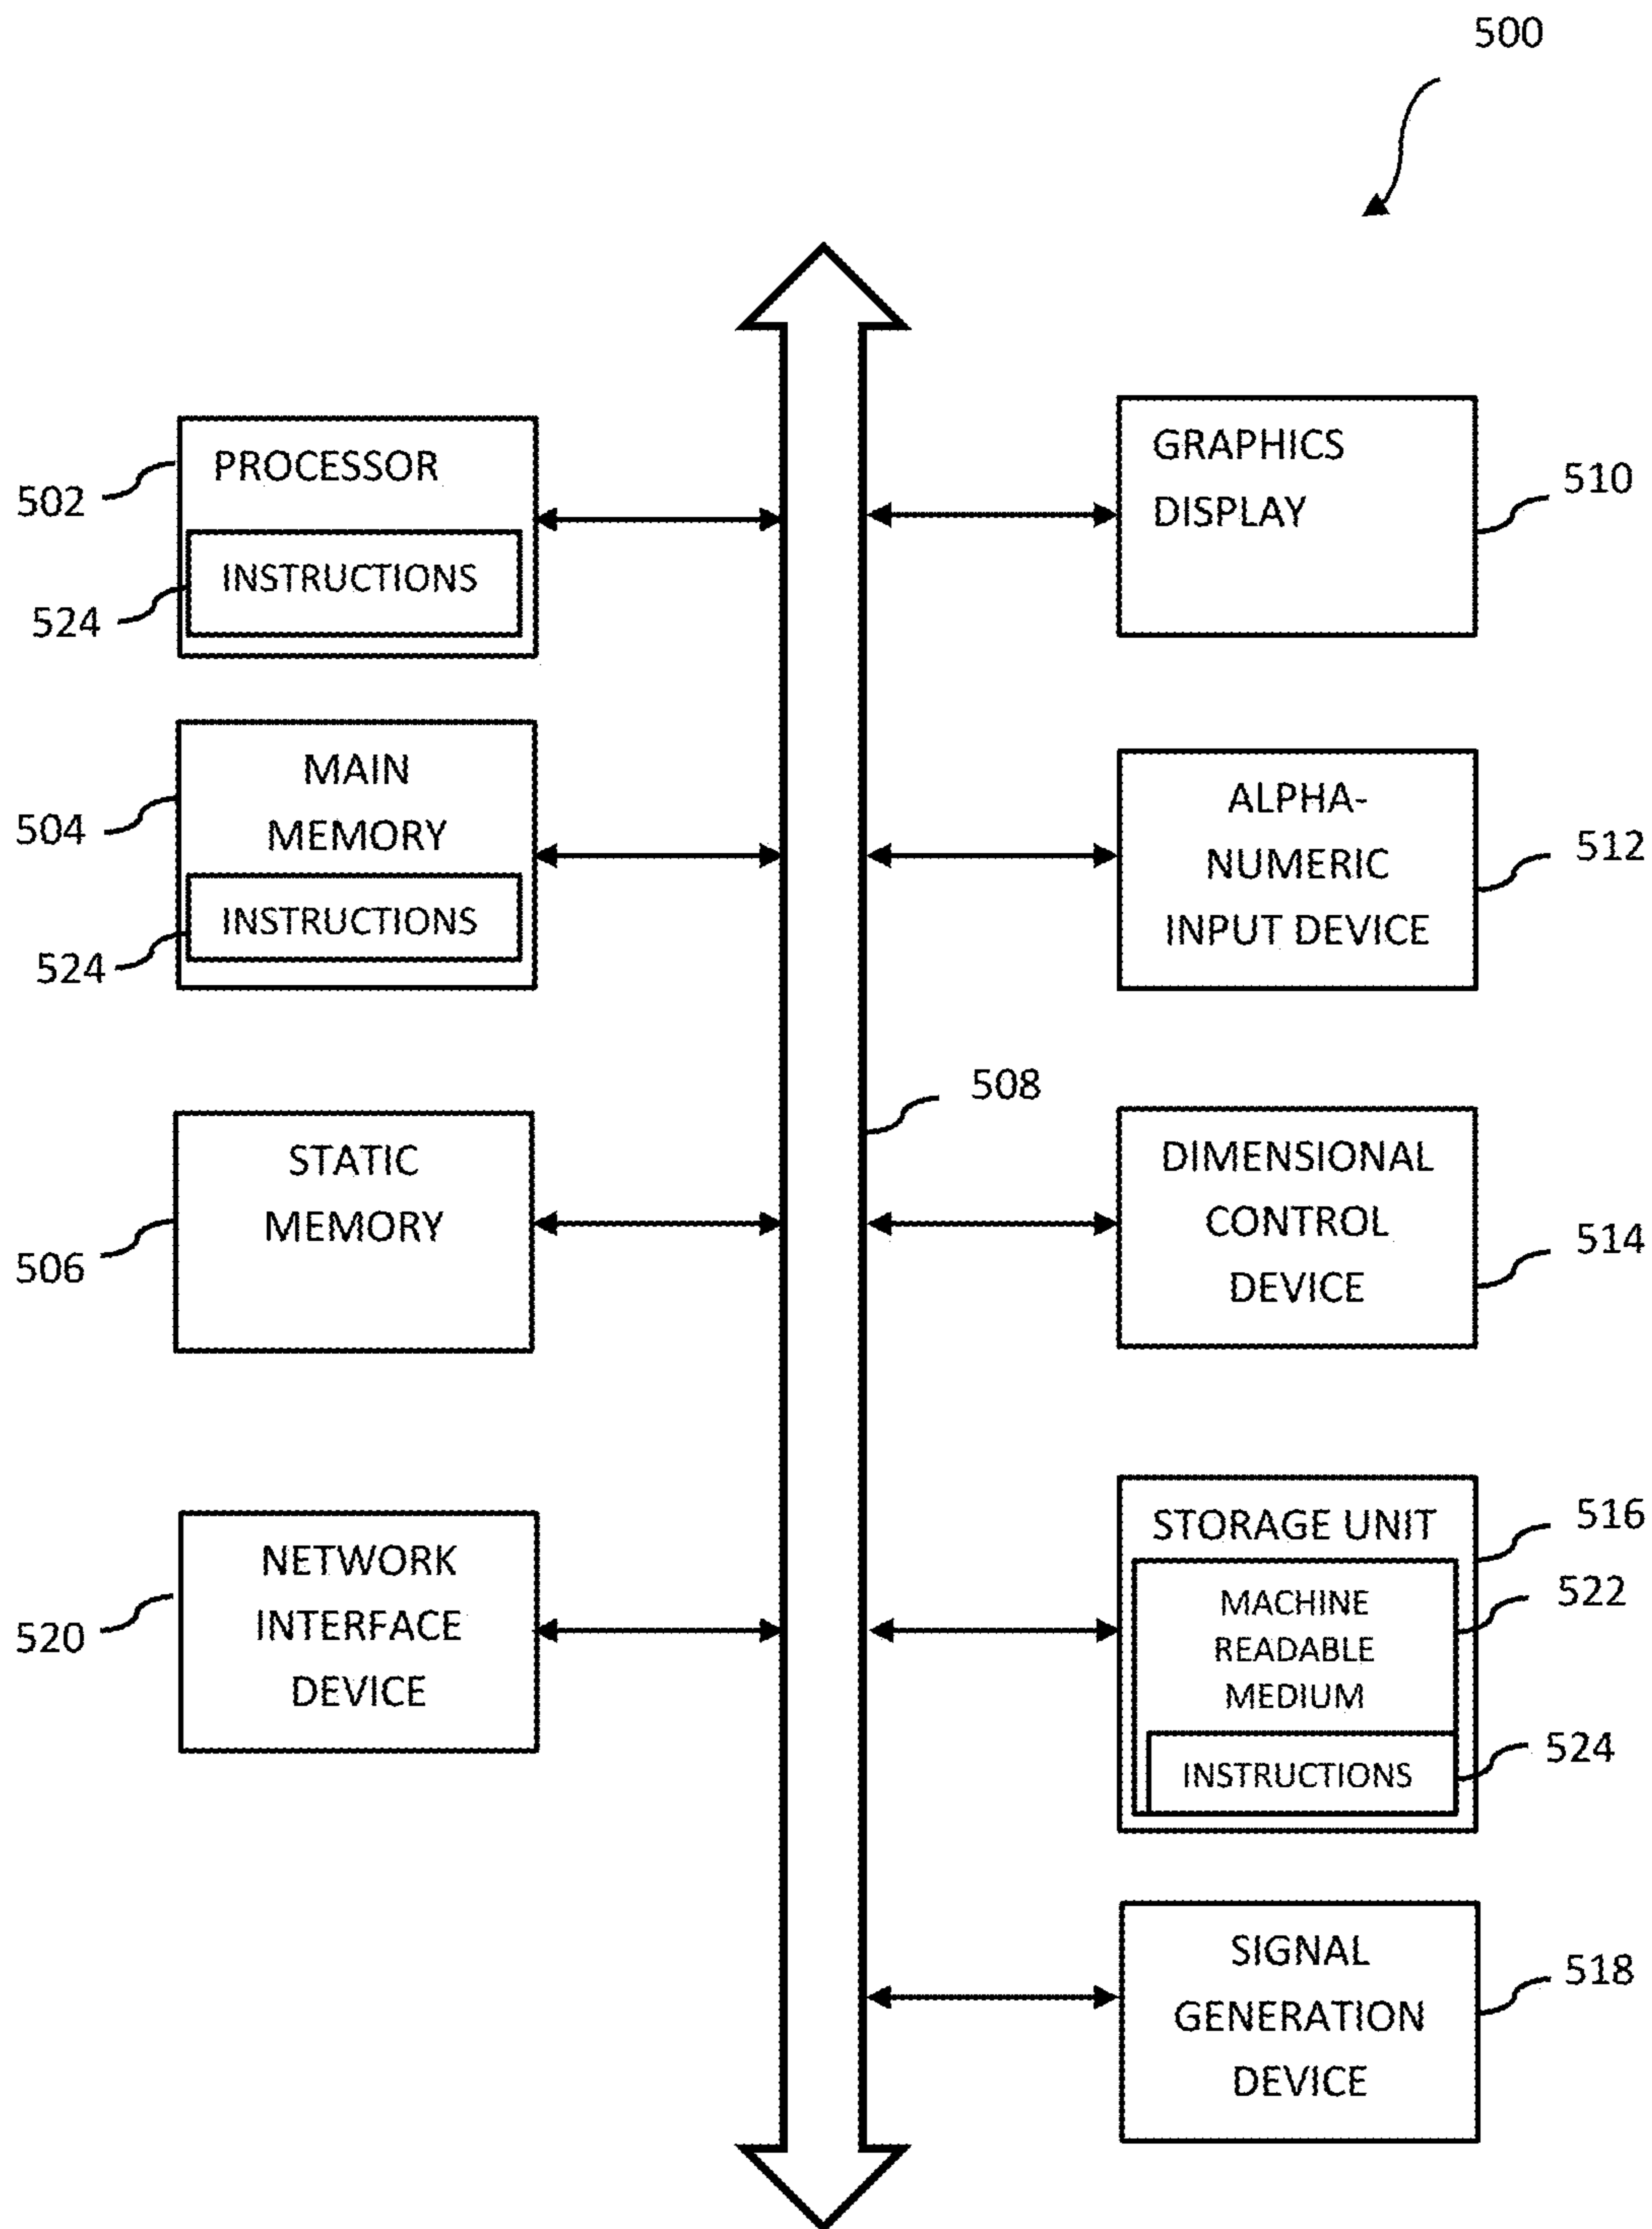 500
PROCESSOR
502
INSTRUCTIONS
524
MAIN
MEMORY
504
INSTRUCTIONS
524
STATIC
MEMORY
506
NETWORK
INTERFACE
DEVICE
520
508
GRAPHICS
DISPLAY
510
ALPHA-
NUMERIC
INPUT DEVICE
512
DIMENSIONAL
CONTROL
DEVICE
514
STORAGE UNIT
516
MACHINE
READABLE
MEDIUM
522
INSTRUCTIONS
524
SIGNAL
GENERATION
DEVICE
518